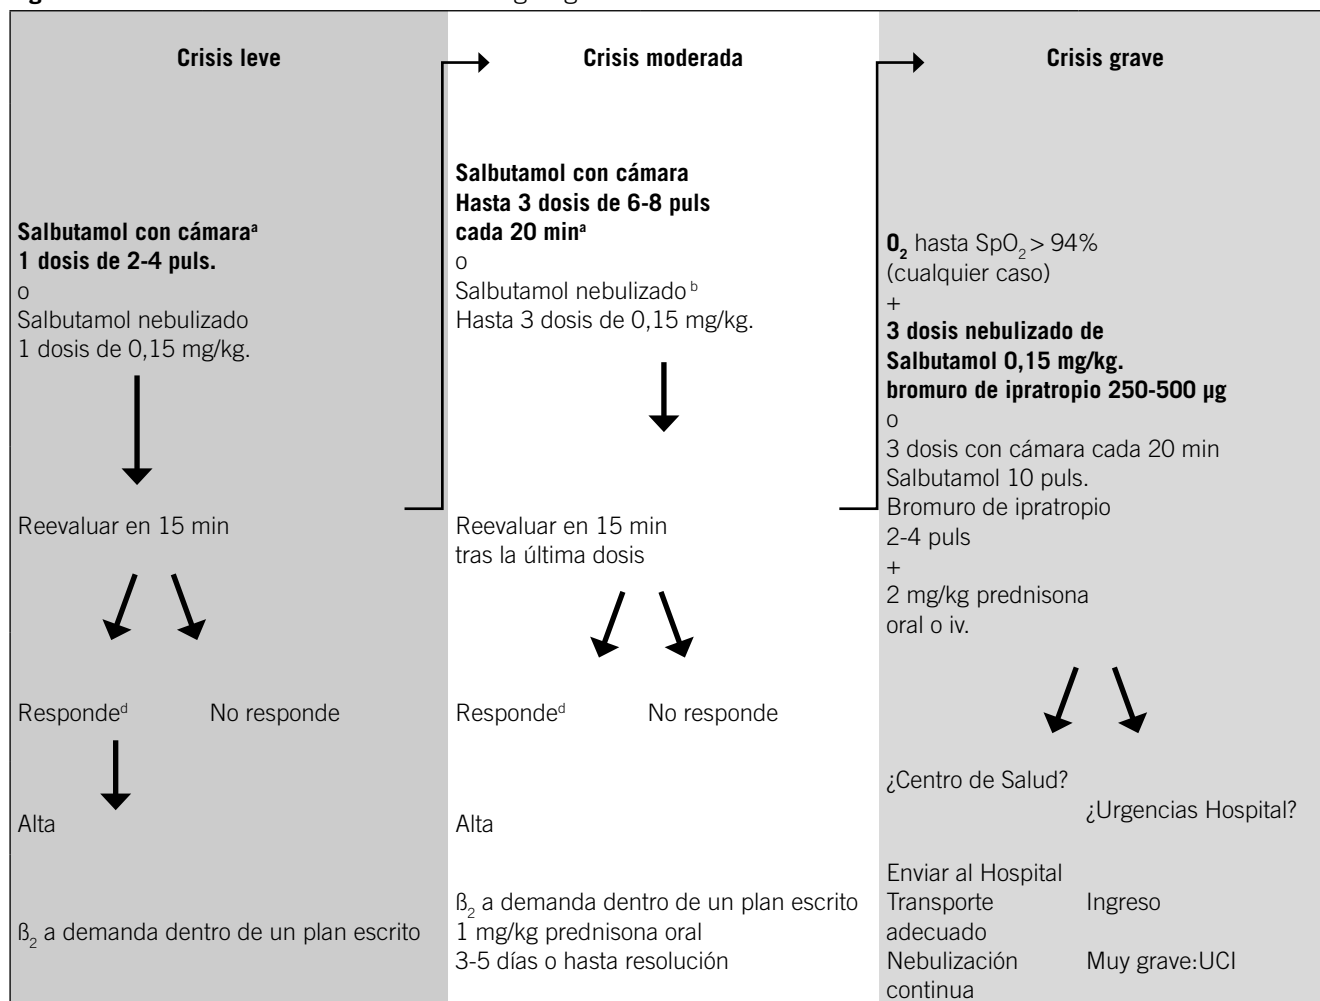 Crisis leve
Salbutamol con cámaraª
1 dosis de 2-4 puls.
o
Salbutamol nebulizado
1 dosis de 0,15 mg/kg.
Reevaluar en 15 min
Respondeᵈ No responde
Alta
ß₂ a demanda dentro de un plan escrito
Crisis moderada
Salbutamol con cámara
Hasta 3 dosis de 6-8 puls
cada 20 minª
o
Salbutamol nebulizado ᵇ
Hasta 3 dosis de 0,15 mg/kg.
Reevaluar en 15 min
tras la última dosis
Respondeᵈ No responde
Alta
ß₂ a demanda dentro de un plan escrito
1 mg/kg prednisona oral
3-5 días o hasta resolución
Crisis grave
O₂ hasta SpO₂ > 94%
(cualquier caso)
+
3 dosis nebulizado de
Salbutamol 0,15 mg/kg.
bromuro de ipratropio 250-500 µg
o
3 dosis con cámara cada 20 min
Salbutamol 10 puls.
Bromuro de ipratropio
2-4 puls
+
2 mg/kg prednisona
oral o iv.
¿Centro de Salud?
¿Urgencias Hospital?
Enviar al Hospital
Transporte
adecuado
Nebulización
continua
Ingreso
Muy grave:UCI